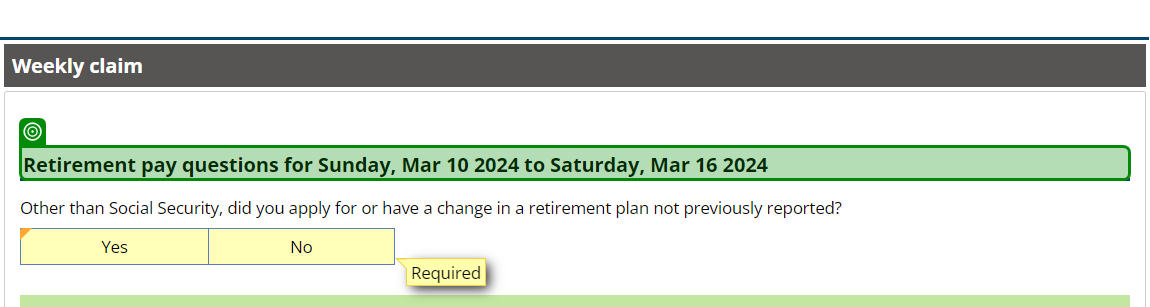 Weekly claim
Retirement pay questions for Sunday, Mar 10 2024 to Saturday, Mar 16 2024
Other than Social Security, did you apply for or have a change in a retirement plan not previously reported?
Yes No
Required